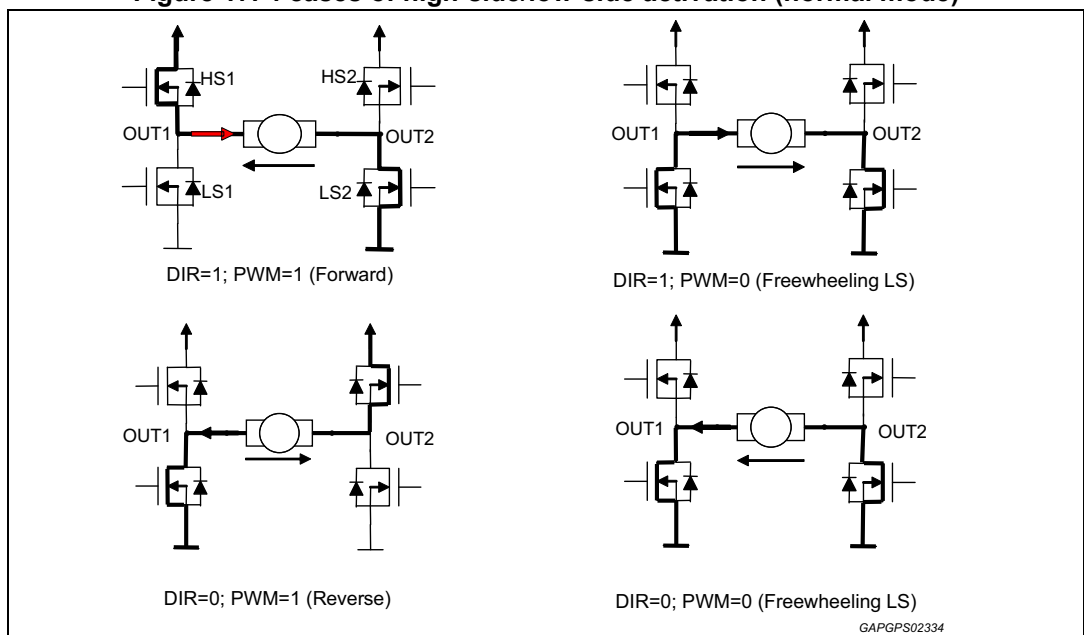 HS1
HS2
OUT1
OUT2
LS1
LS2
DIR=1; PWM=1 (Forward)
OUT1
OUT2
DIR=1; PWM=0 (Freewheeling LS)
OUT1
OUT2
DIR=0; PWM=1 (Reverse)
OUT1
OUT2
DIR=0; PWM=0 (Freewheeling LS)
GAPGPS02334